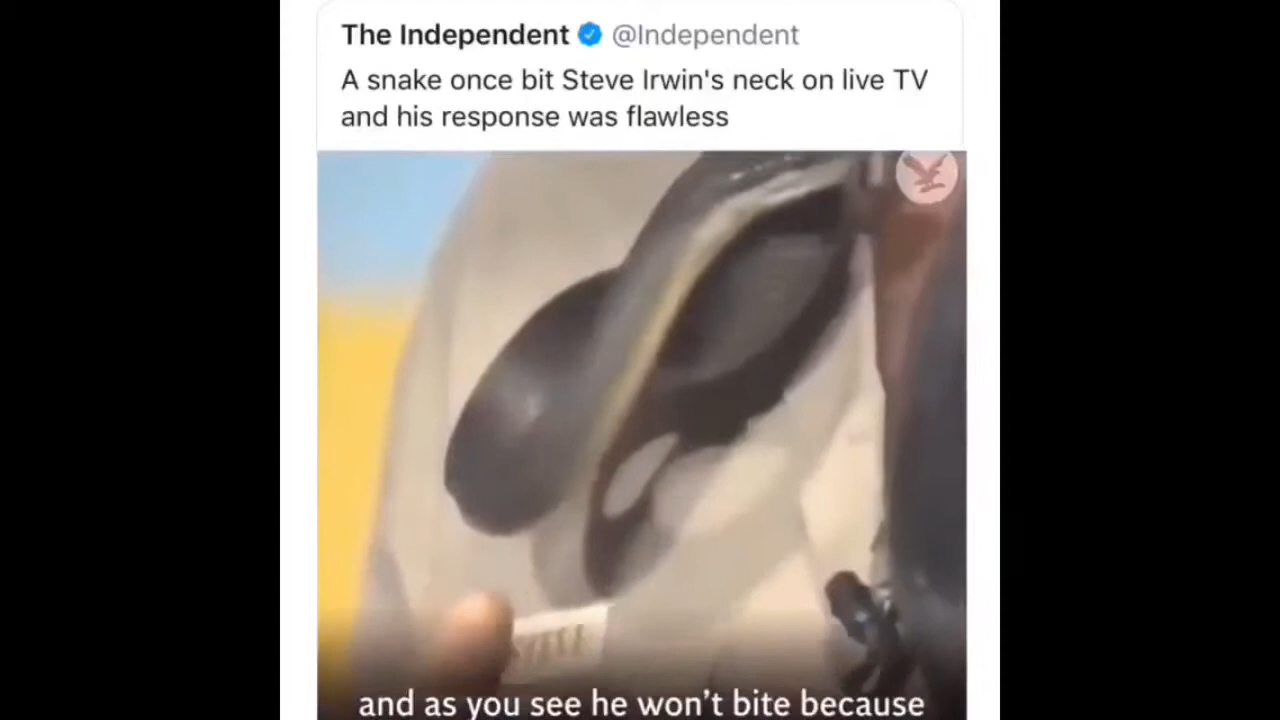 The Independent @Independent
A snake once bit Steve Irwin's neck on live TV
and his response was flawless
and as you see he won't bite because